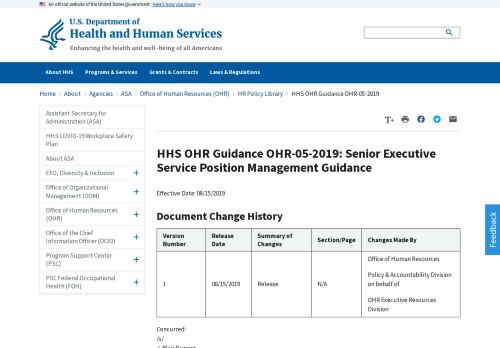 An official website of the United States government Here's how you know
U.S. Department of
Health and Human Services
Enhancing the health and well-being of all Americans
About HHS Programs & Services Grants & Contracts Laws & Regulations
Home › About › Agencies › ASA › Office of Human Resources (OHR) › HR Policy Library › HHS OHR Guidance OHR-05-2019
Assistant Secretary for
Administration (ASA)
HHS COVID-19 Workplace Safety
Plan
About ASA
EEO, Diversity & Inclusion +
Office of Organizational
Management (OOM) +
Office of Human Resources
(OHR) +
Office of the Chief
Information Officer (OCIO) +
Program Support Center
(PSC) +
PSC Federal Occupational
Health (FOH) +
T+
HHS OHR Guidance OHR-05-2019: Senior Executive
Service Position Management Guidance
Effective Date: 08/15/2019
Document Change History
Version
Number
Release
Date
Summary of
Changes
Section/Page
Changes Made By
1
08/15/2019
Release
N/A
Office of Human Resources
Policy & Accountability Division
on behalf of
OHR Executive Resources
Division
Concurred:
/s/
Feedback